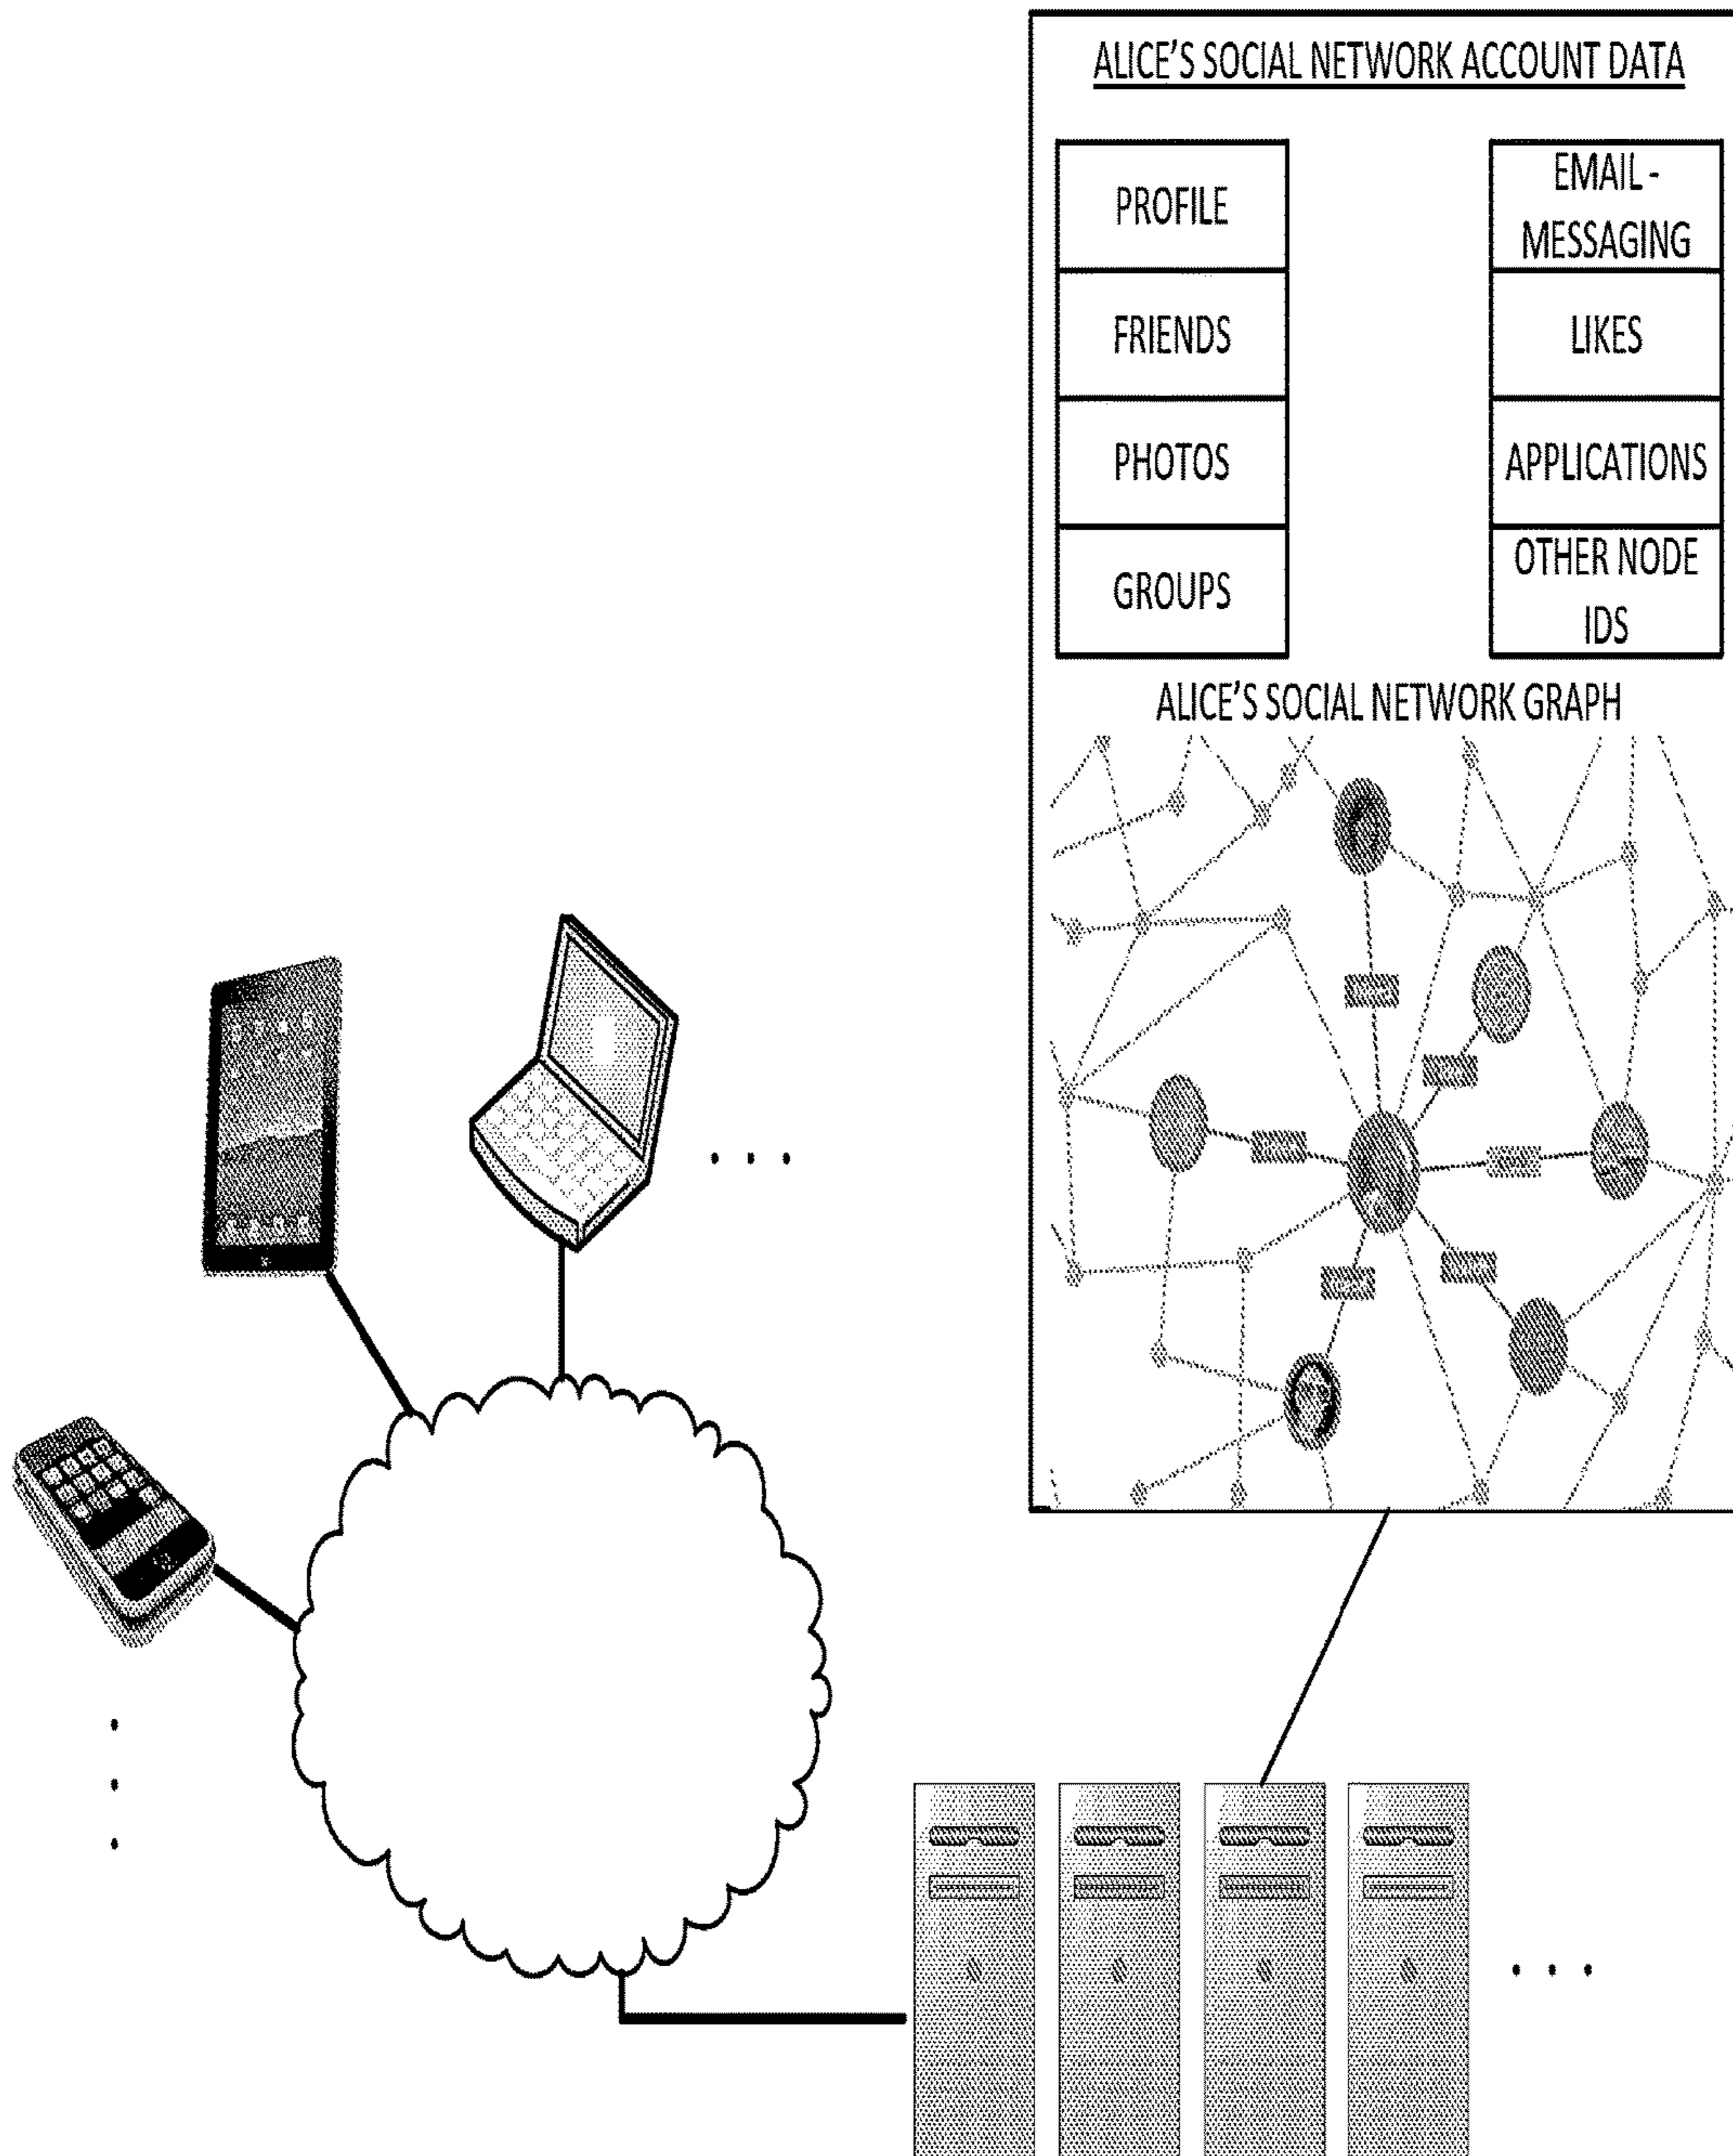 ALICE'S SOCIAL NETWORK ACCOUNT DATA
PROFILE
FRIENDS
PHOTOS
GROUPS
EMAIL -
MESSAGING
LIKES
APPLICATIONS
OTHER NODE
IDS
ALICE'S SOCIAL NETWORK GRAPH